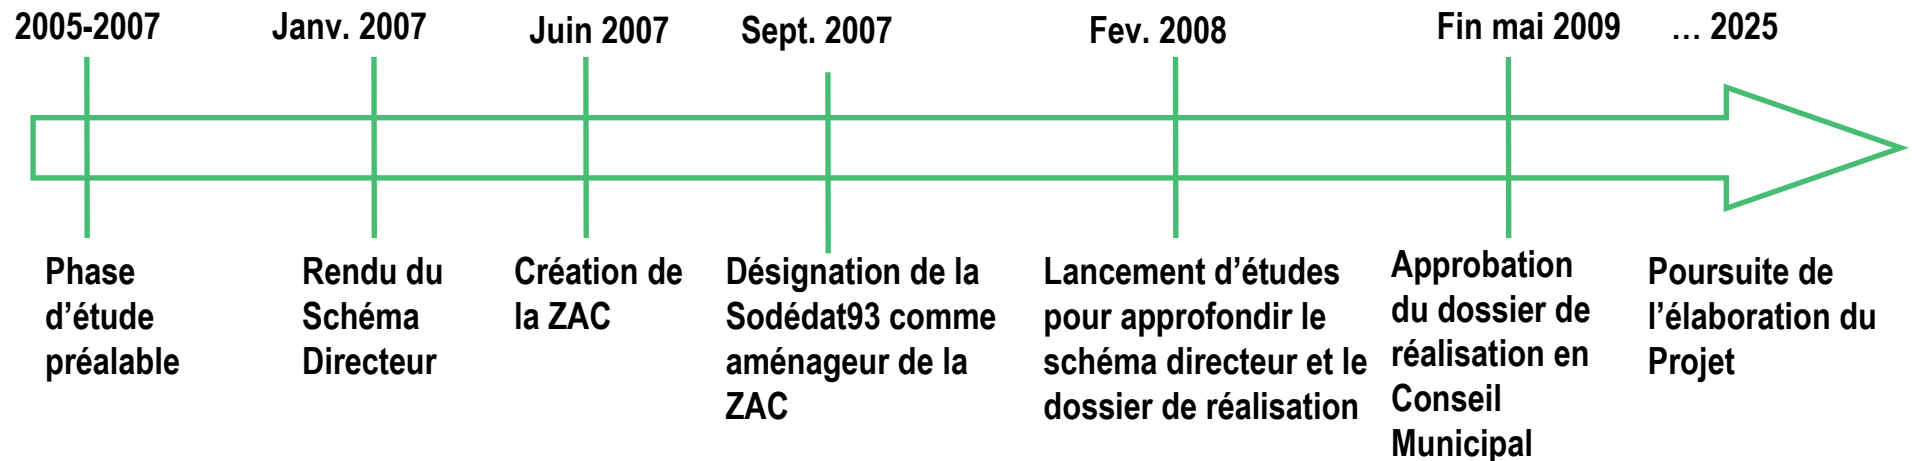 2005-2007
Janv. 2007
Juin 2007
Sept. 2007
Fev. 2008
Fin mai 2009
… 2025
Phase
d’étude
préalable
Rendu du
Schéma
Directeur
Création de
la ZAC
Désignation de la
Sodédat93 comme
aménageur de la
ZAC
Lancement d’études
pour approfondir le
schéma directeur et le
dossier de réalisation
Approbation
du dossier de
réalisation en
Conseil
Municipal
Poursuite de
l’élaboration du
Projet